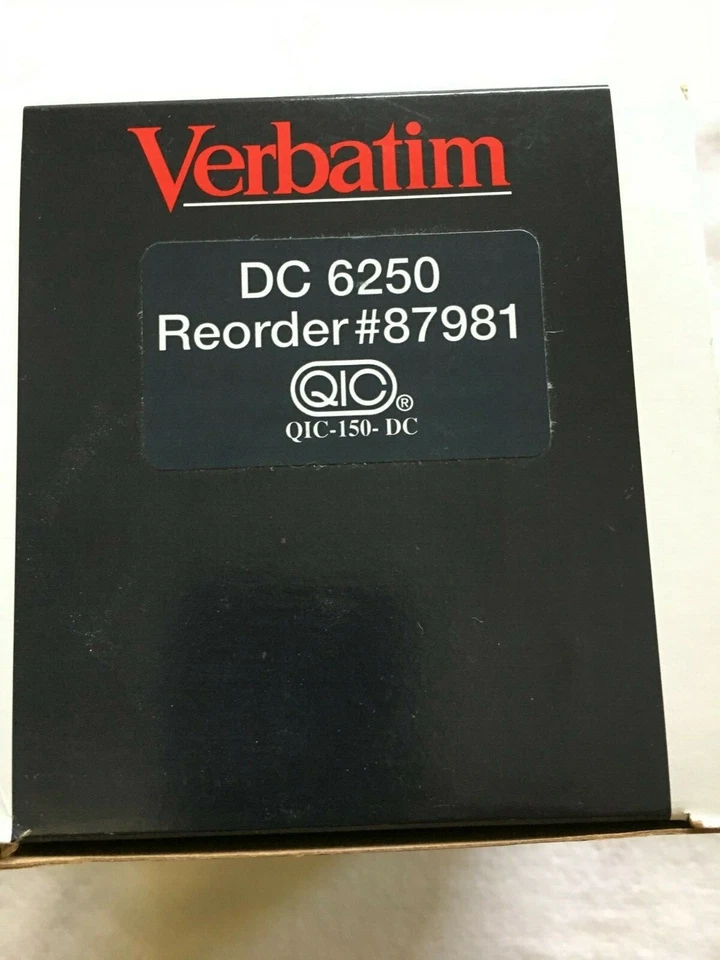 Verbatim
DC 6250
Reorder #87981
QIC®
QIC-150- DC